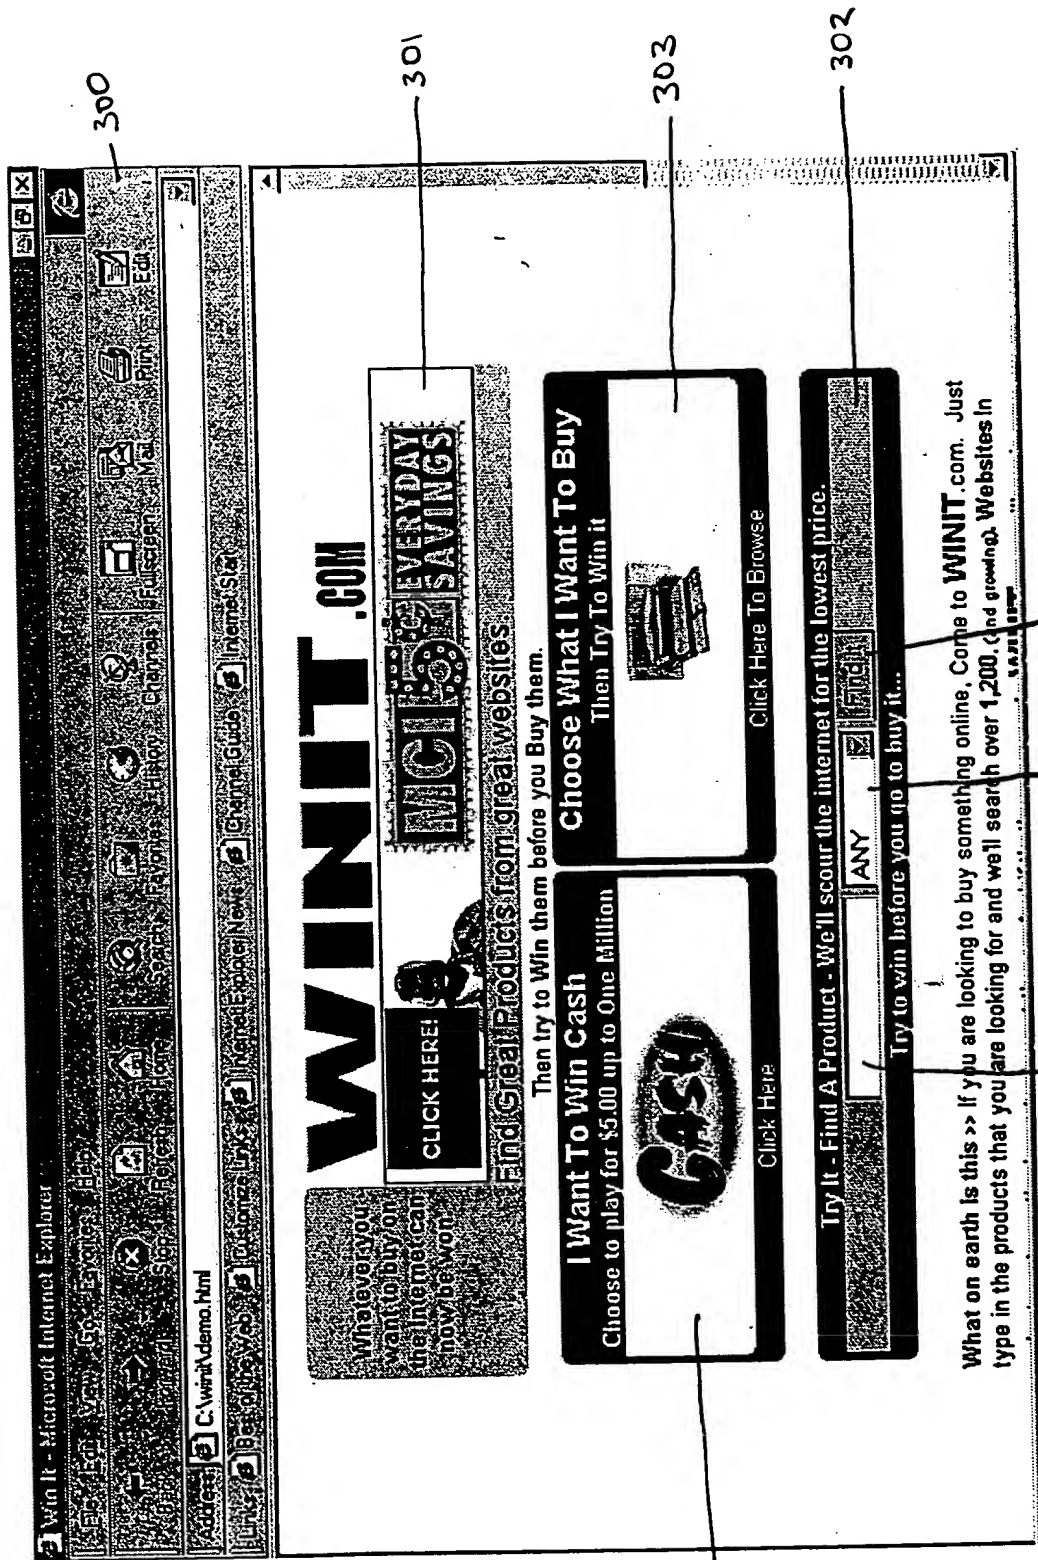 Win It - Microsoft Internet Explorer
File Edit View Go Favorites Help
Back Forward Stop Refresh Home Search Favorites History Channels Fullscreen Mail Print Edit
Address C:\winit\demo.html
Links Best of the Web Customize Links Internet Explorer News Channel Guide Internet Start
300
WINIT.COM
Whatever you
want to buy on
the Internet can
now be won
CLICK HERE!
MCI 5¢ EVERYDAY
SAVINGS
301
Find Great Products from great websites
Then try to Win them before you Buy them.
I Want To Win Cash
Choose to play for $5.00 up to One Million
CASH
Click Here
Choose What I Want To Buy
Then Try To Win it
Click Here To Browse
303
Try It - Find A Product - We'll scour the Internet for the lowest price.
ANY
Find
302
Try to win before you go to buy it...
What on earth is this >> If you are looking to buy something online, Come to WINIT.com. Just
type in the products that you are looking for and we'll search over 1,200, (and growing). Websites In